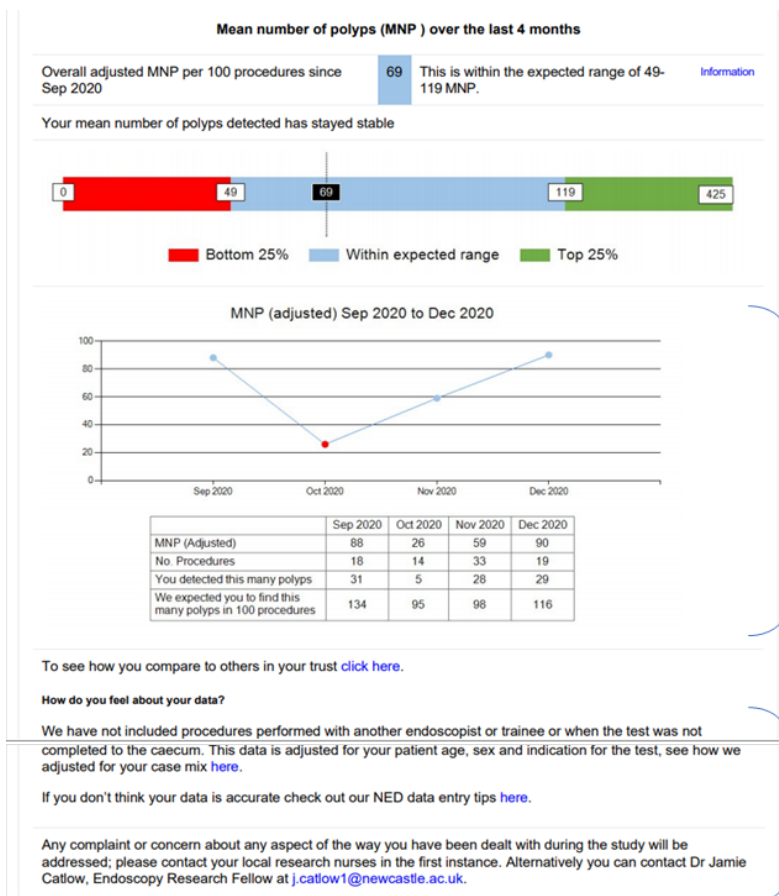 Mean number of polyps (MNP ) over the last 4 months
Overall adjusted MNP per 100 procedures since
Sep 2020
69
This is within the expected range of 49-
119 MNP.
Information
Your mean number of polyps detected has stayed stable
0 49 69 119 425
Bottom 25% Within expected range Top 25%
MNP (adjusted) Sep 2020 to Dec 2020
100
80
60
40
20
0
Sep 2020 Oct 2020 Nov 2020 Dec 2020
Sep 2020 Oct 2020 Nov 2020 Dec 2020
MNP (Adjusted) 88 26 59 90
No. Procedures 18 14 33 19
You detected this many polyps 31 5 28 29
We expected you to find this
many polyps in 100 procedures 134 95 98 116
To see how you compare to others in your trust click here.
How do you feel about your data?
We have not included procedures performed with another endoscopist or trainee or when the test was not
completed to the caecum. This data is adjusted for your patient age, sex and indication for the test, see how we
adjusted for your case mix here.
If you don't think your data is accurate check out our NED data entry tips here.
Any complaint or concern about any aspect of the way you have been dealt with during the study will be
addressed; please contact your local research nurses in the first instance. Alternatively you can contact Dr Jamie
Catlow, Endoscopy Research Fellow at j.catlow1@newcastle.ac.uk.